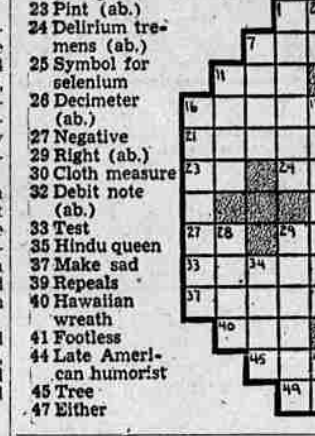 23 Pint (ab.)
24 Delirium tre-
mens (ab.)
25 Symbol for
selenium
26 Decimeter
(ab.)
27 Negative
29 Right (ab.)
30 Cloth measure
32 Debit note
(ab.)
33 Test
35 Hindu queen
37 Make sad
39 Repeals
40 Hawaiian
wreath
41 Footless
44 Late Ameri-
can humorist
45 Tree
47 Either
1
7
11
16
21
23 24
27 28 29
33 34
37
40
45
49